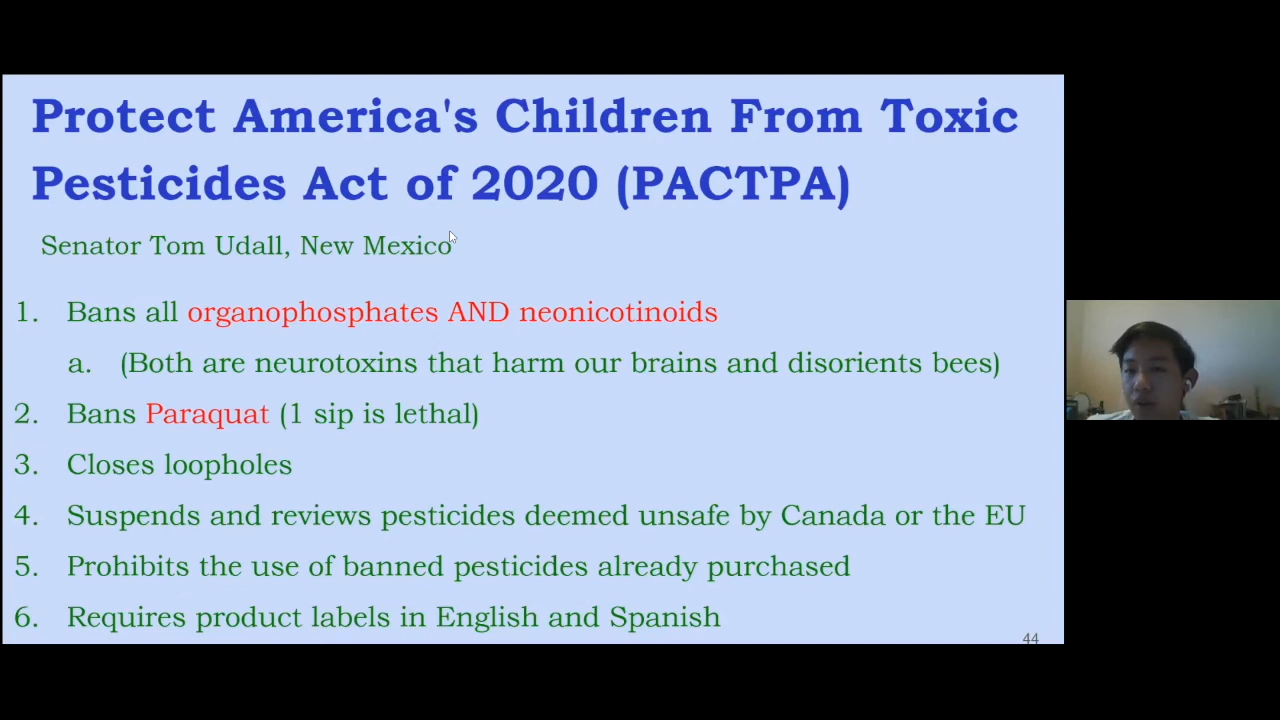 Protect America's Children From Toxic
Pesticides Act of 2020 (PACTPA)
Senator Tom Udall, New Mexico
1. Bans all organophosphates AND neonicotinoids
a. (Both are neurotoxins that harm our brains and disorients bees)
2. Bans Paraquat (1 sip is lethal)
3. Closes loopholes
4. Suspends and reviews pesticides deemed unsafe by Canada or the EU
5. Prohibits the use of banned pesticides already purchased
6. Requires product labels in English and Spanish
44